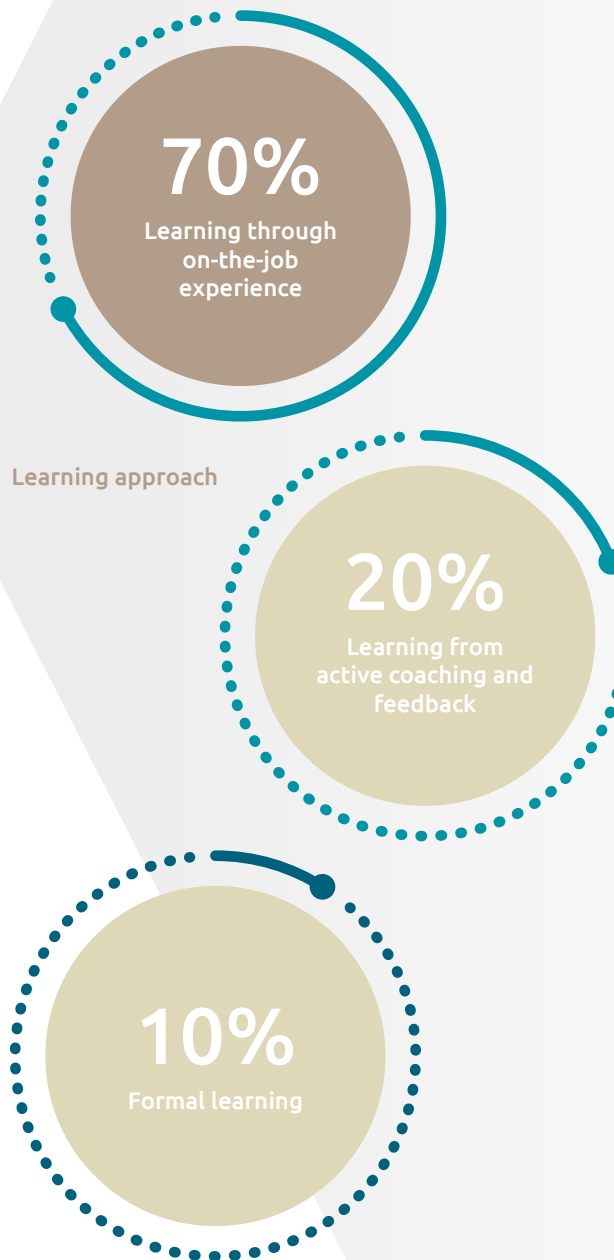 70%
Learning through
on-the-job
experience
Learning approach
20%
Learning from
active coaching and
feedback
10%
Formal learning